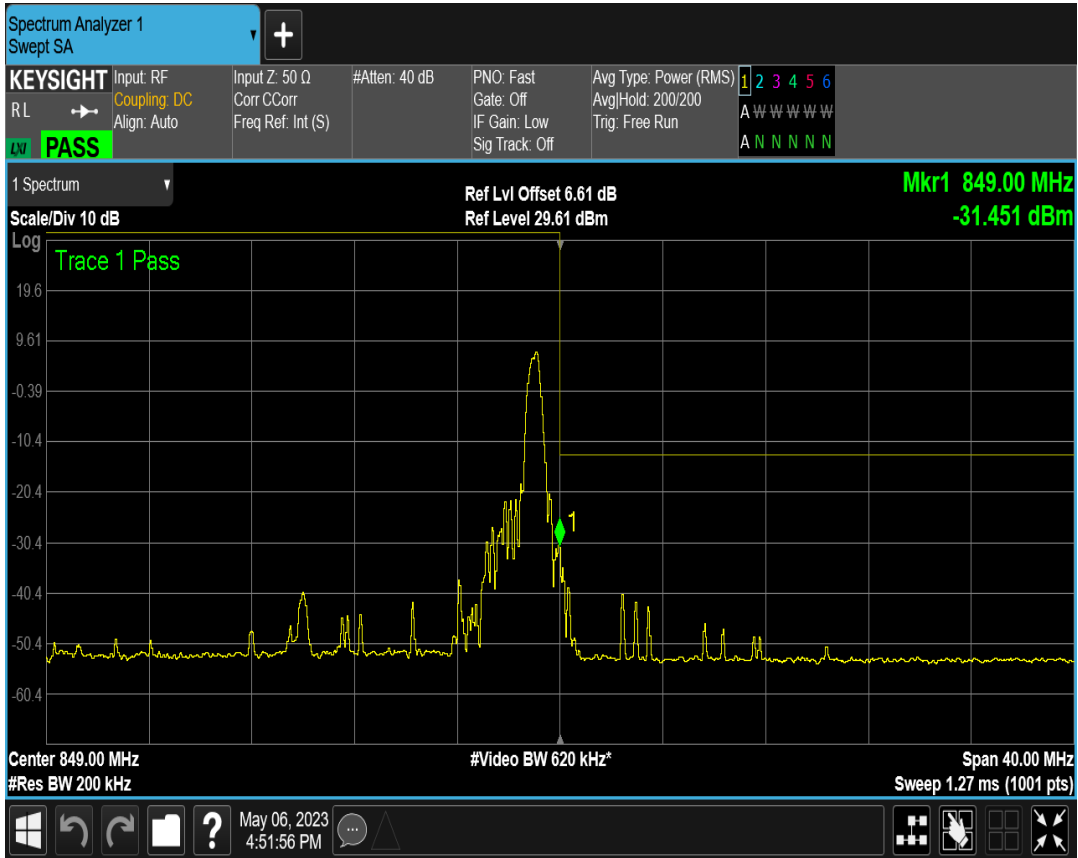 Spectrum Analyzer 1
Swept SA
+
KEYSIGHT
R L
LXI
PASS
Input: RF
Coupling: DC
Align: Auto
Input Z: 50 Ω
Corr CCorr
Freq Ref: Int (S)
#Atten: 40 dB
PNO: Fast
Gate: Off
IF Gain: Low
Sig Track: Off
Avg Type: Power (RMS)
Avg|Hold: 200/200
Trig: Free Run
1 2 3 4 5 6
A W W W W W
A N N N N N
1 Spectrum
Scale/Div 10 dB
Ref Lvl Offset 6.61 dB
Ref Level 29.61 dBm
Mkr1 849.00 MHz
-31.451 dBm
Log
Trace 1 Pass
19.6
9.61
-0.39
-10.4
-20.4
-30.4
-40.4
-50.4
-60.4
1
Center 849.00 MHz
#Res BW 200 kHz
#Video BW 620 kHz*
Span 40.00 MHz
Sweep 1.27 ms (1001 pts)
?
May 06, 2023
4:51:56 PM